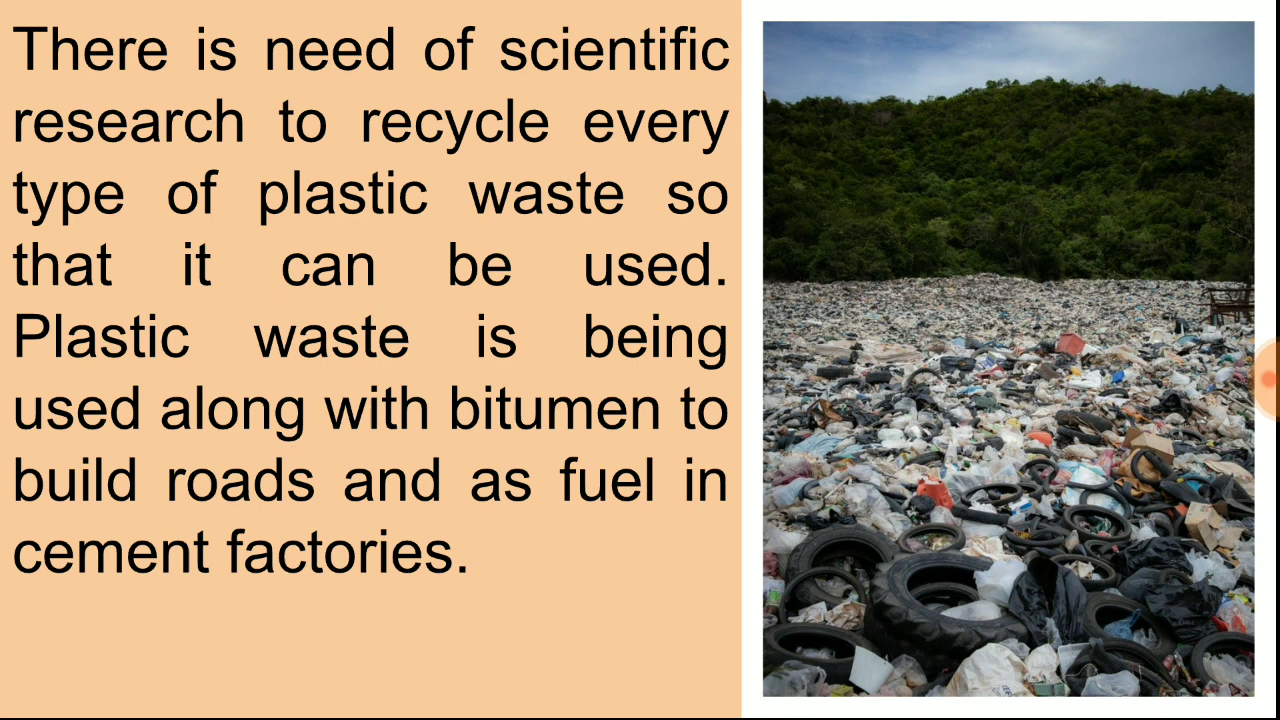 There is need of scientific
research to recycle every
type of plastic waste so
that it can be used.
Plastic waste is being
used along with bitumen to
build roads and as fuel in
cement factories.